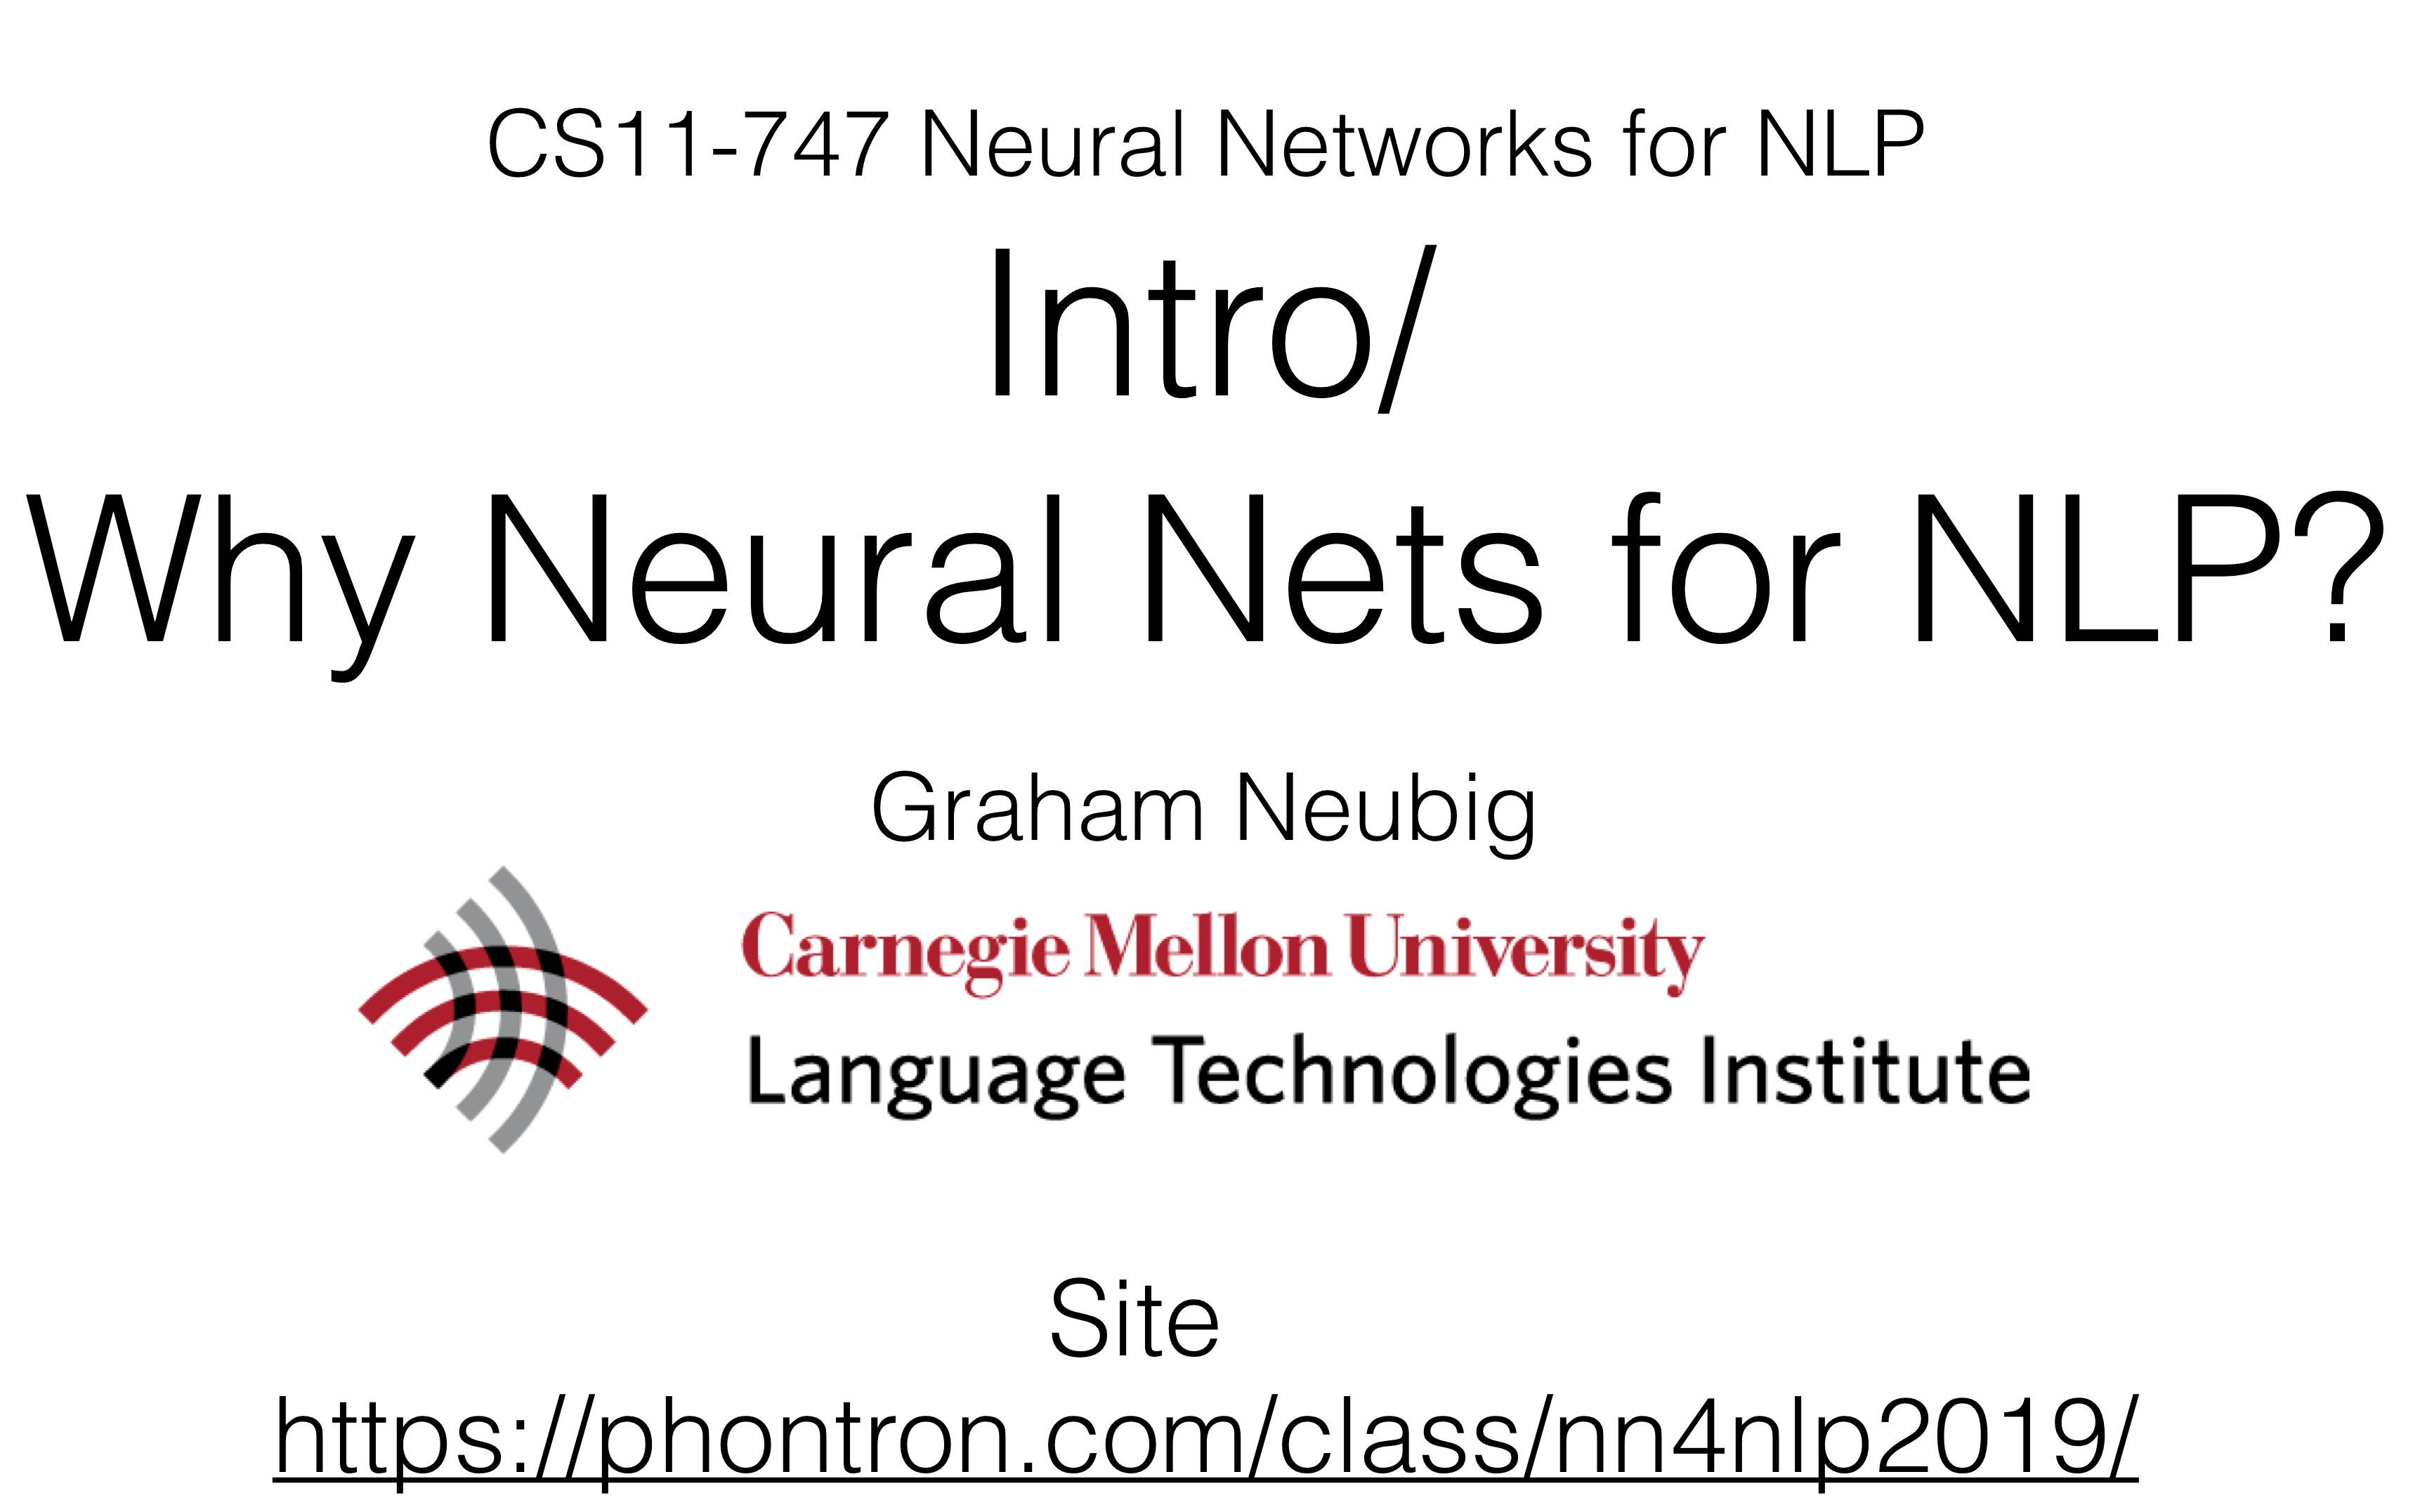 CS11-747 Neural Networks for NLP
Intro/
Why Neural Nets for NLP?
Graham Neubig
Carnegie Mellon University
Language Technologies Institute
Site
https://phontron.com/class/nn4nlp2019/